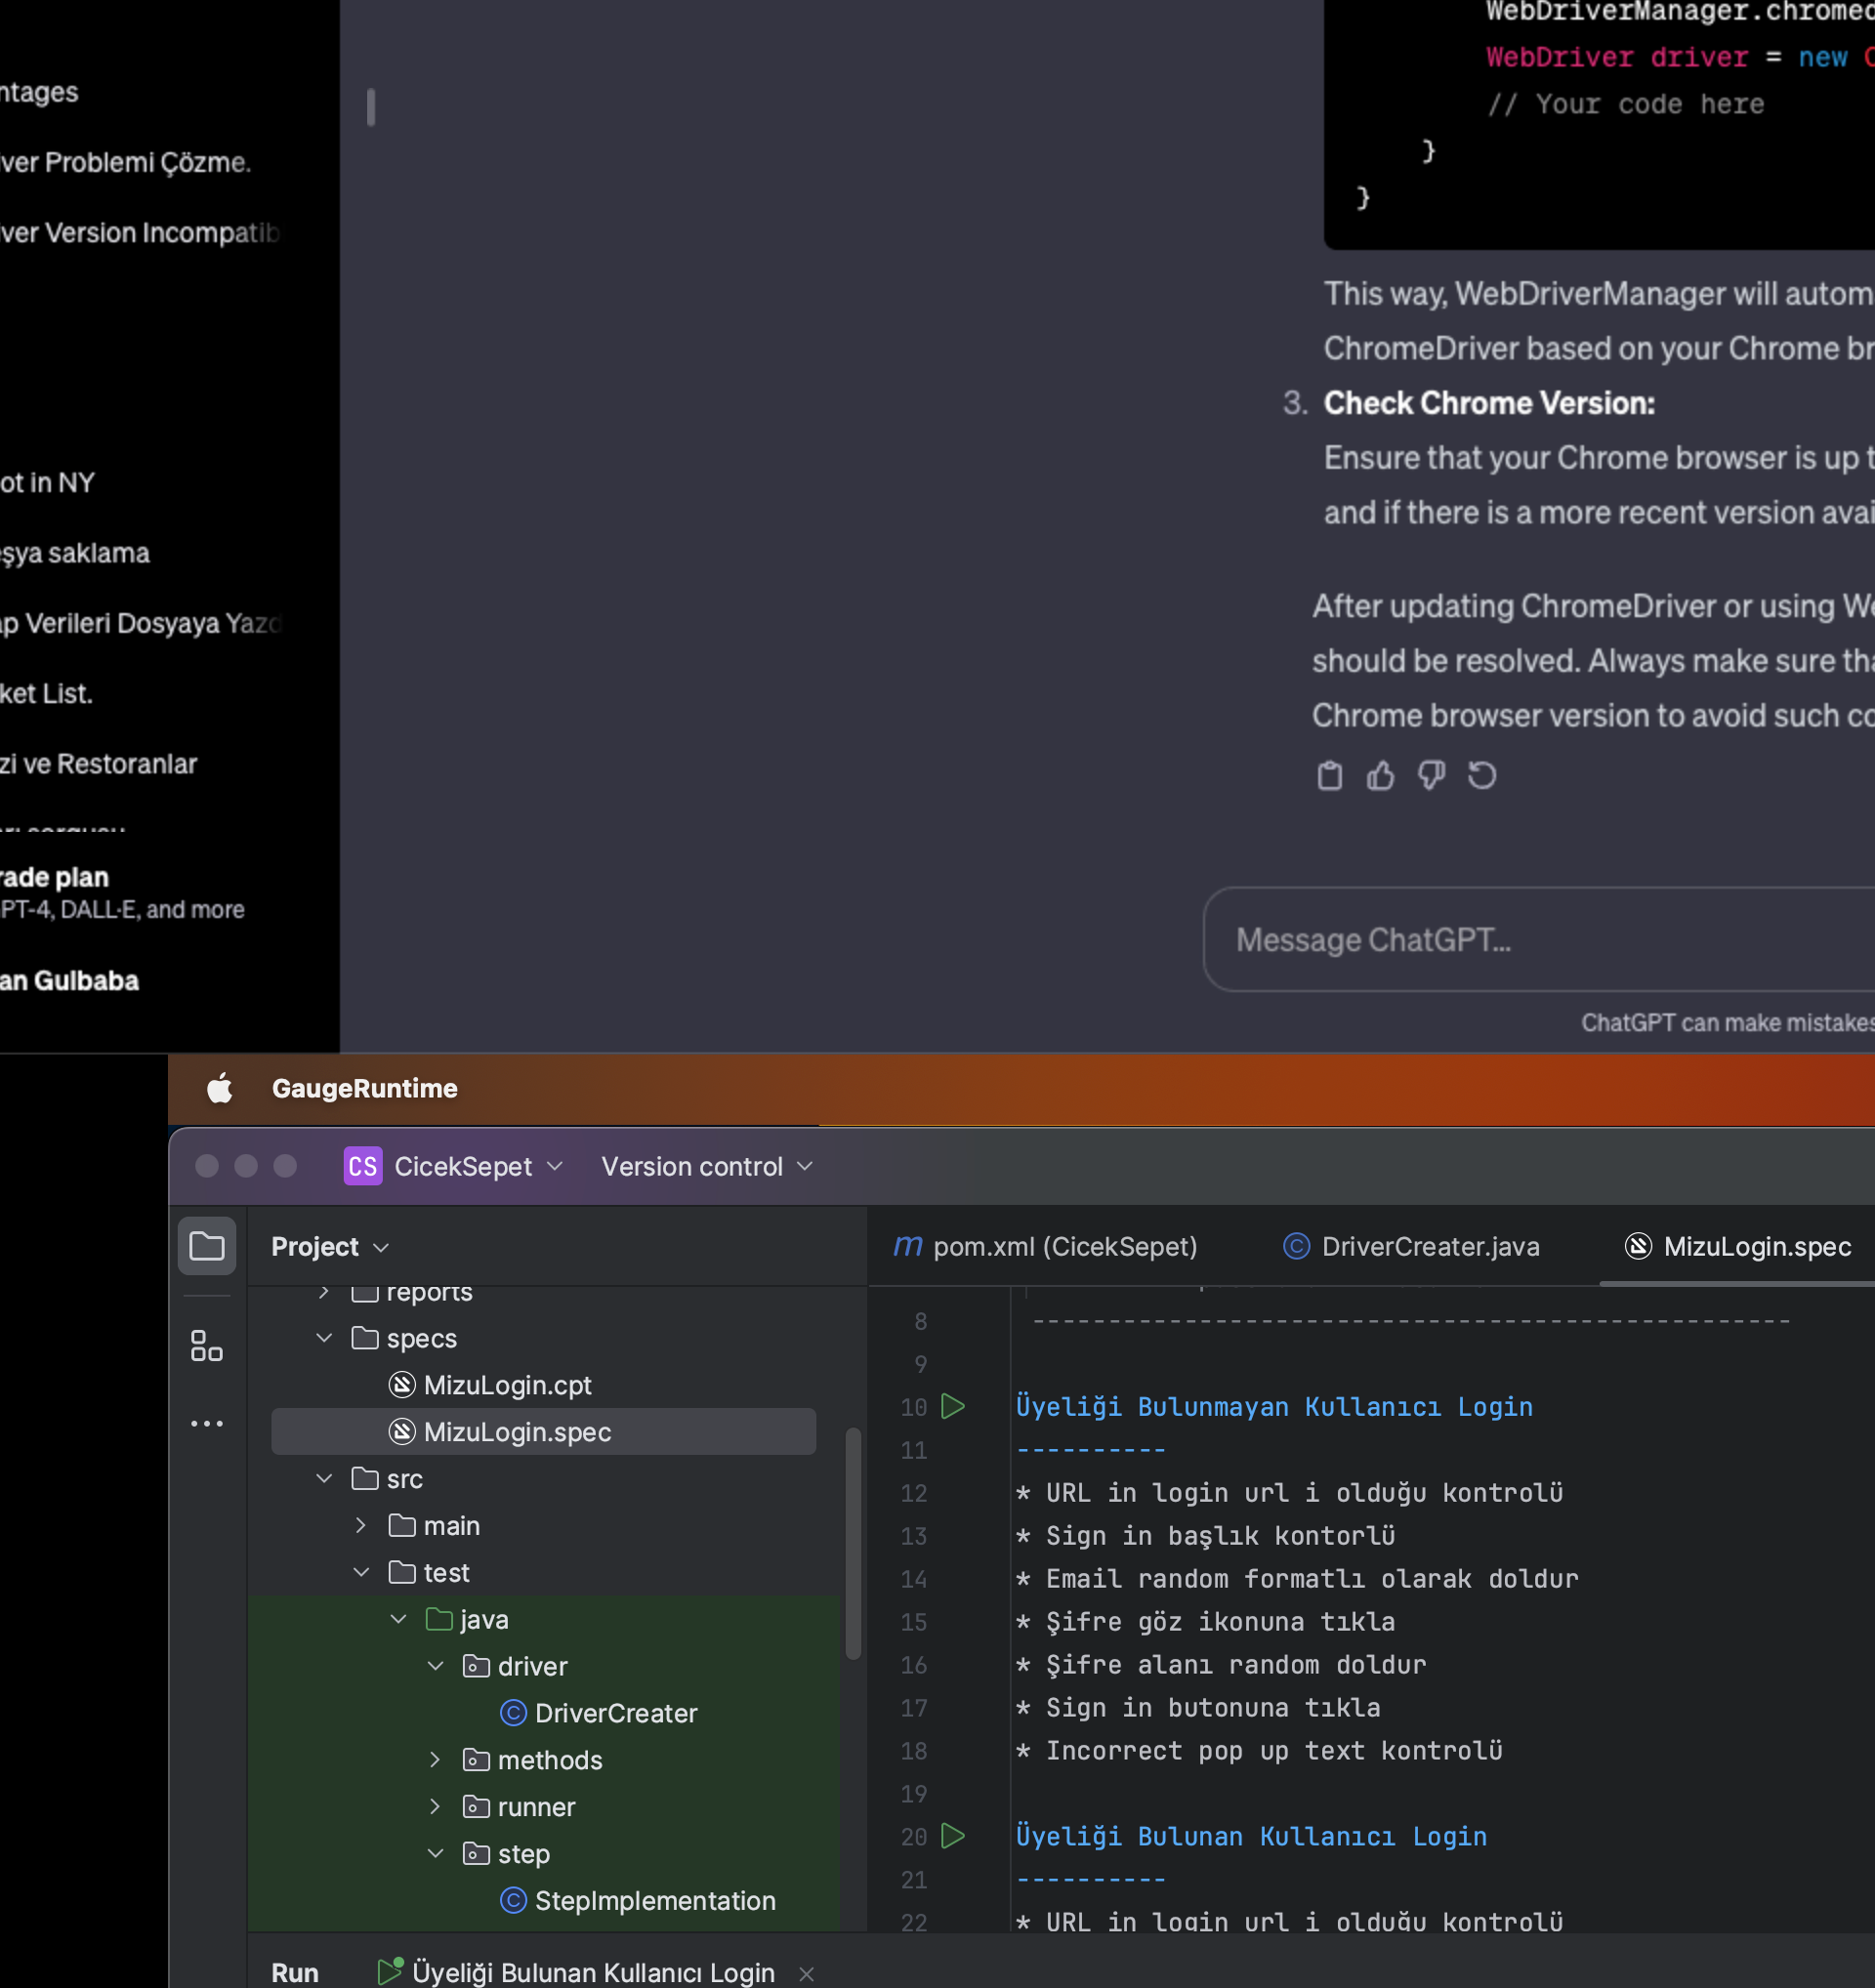 ntages
ver Problemi Çözme.
ver Version Incompatib
ot in NY
eşya saklama
ap Verileri Dosyaya Yazd
ket List.
zi ve Restoranlar
rade plan
PT-4, DALL·E, and more
an Gulbaba
WebDriverManager.chromed
WebDriver driver = new C
// Your code here
}
}
This way, WebDriverManager will autom
ChromeDriver based on your Chrome br
3. Check Chrome Version:
Ensure that your Chrome browser is up t
and if there is a more recent version avai
After updating ChromeDriver or using We
should be resolved. Always make sure tha
Chrome browser version to avoid such co
Message ChatGPT...
ChatGPT can make mistakes
GaugeRuntime
CS CicekSepet Version control
Project
reports
specs
MizuLogin.cpt
MizuLogin.spec
src
main
test
java
driver
DriverCreater
methods
runner
step
StepImplementation
m pom.xml (CicekSepet) DriverCreater.java MizuLogin.spec
8 --------------------------------------------------
9
10 Üyeliği Bulunmayan Kullanıcı Login
11 ----------
12 * URL in login url i olduğu kontrolü
13 * Sign in başlık kontorlü
14 * Email random formatlı olarak doldur
15 * Şifre göz ikonuna tıkla
16 * Şifre alanı random doldur
17 * Sign in butonuna tıkla
18 * Incorrect pop up text kontrolü
19
20 Üyeliği Bulunan Kullanıcı Login
21 ----------
22 * URL in login url i olduğu kontrolü
Run Üyeliği Bulunan Kullanıcı Login